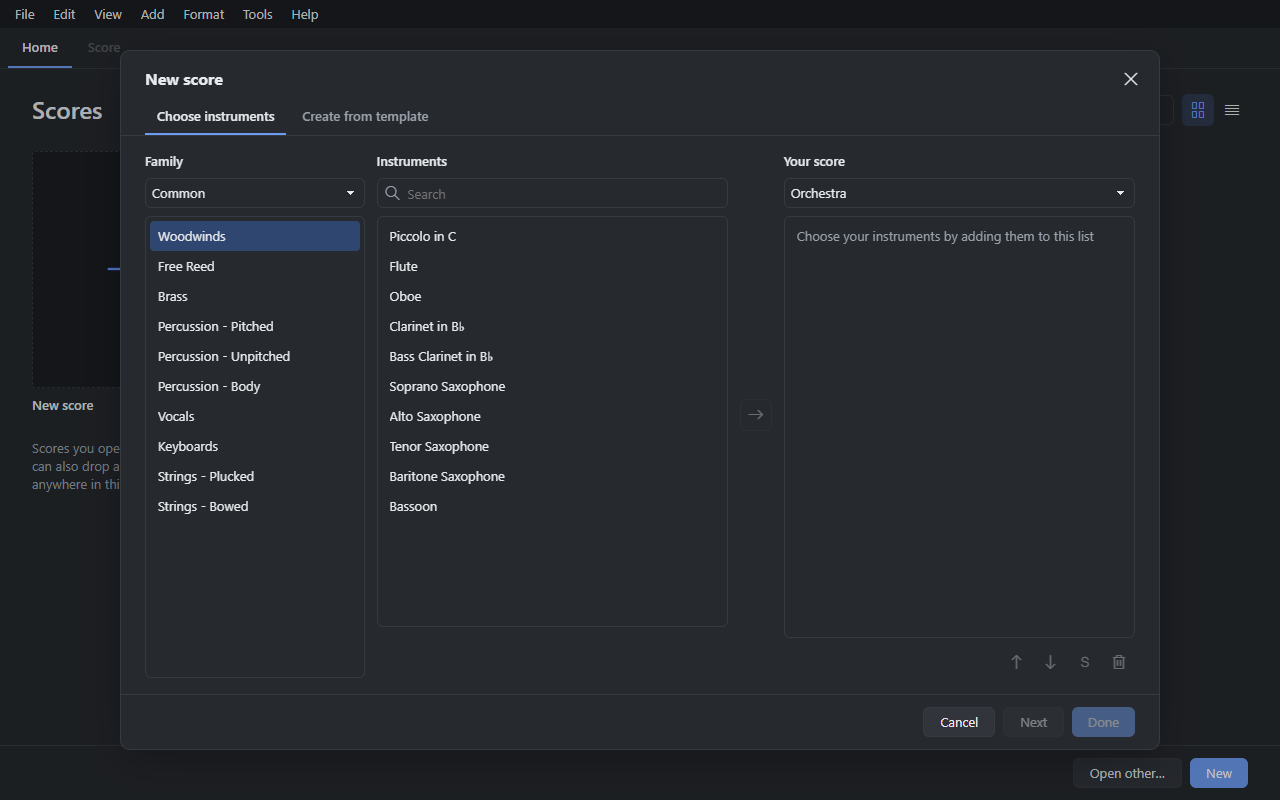 File Edit View Add Format Tools Help
Home Score
Scores
New score
Choose instruments Create from template
Family
Common
Woodwinds
Free Reed
Brass
Percussion - Pitched
Percussion - Unpitched
Percussion - Body
Vocals
Keyboards
Strings - Plucked
Strings - Bowed
Instruments
Search
Piccolo in C
Flute
Oboe
Clarinet in B♭
Bass Clarinet in B♭
Soprano Saxophone
Alto Saxophone
Tenor Saxophone
Baritone Saxophone
Bassoon
Your score
Orchestra
Choose your instruments by adding them to this list
S
Cancel Next Done
New score
Scores you ope
can also drop a
anywhere in thi
Open other... New